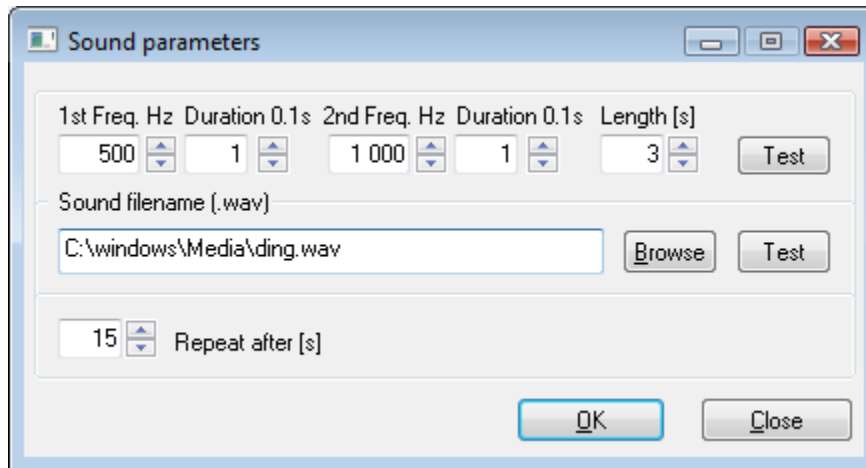 Sound parameters
1st Freq. Hz Duration 0.1s 2nd Freq. Hz Duration 0.1s Length [s]
500 1 1 000 1 3 Test
Sound filename (.wav)
C:\windows\Media\ding.wav Browse Test
15 Repeat after [s]
OK Close